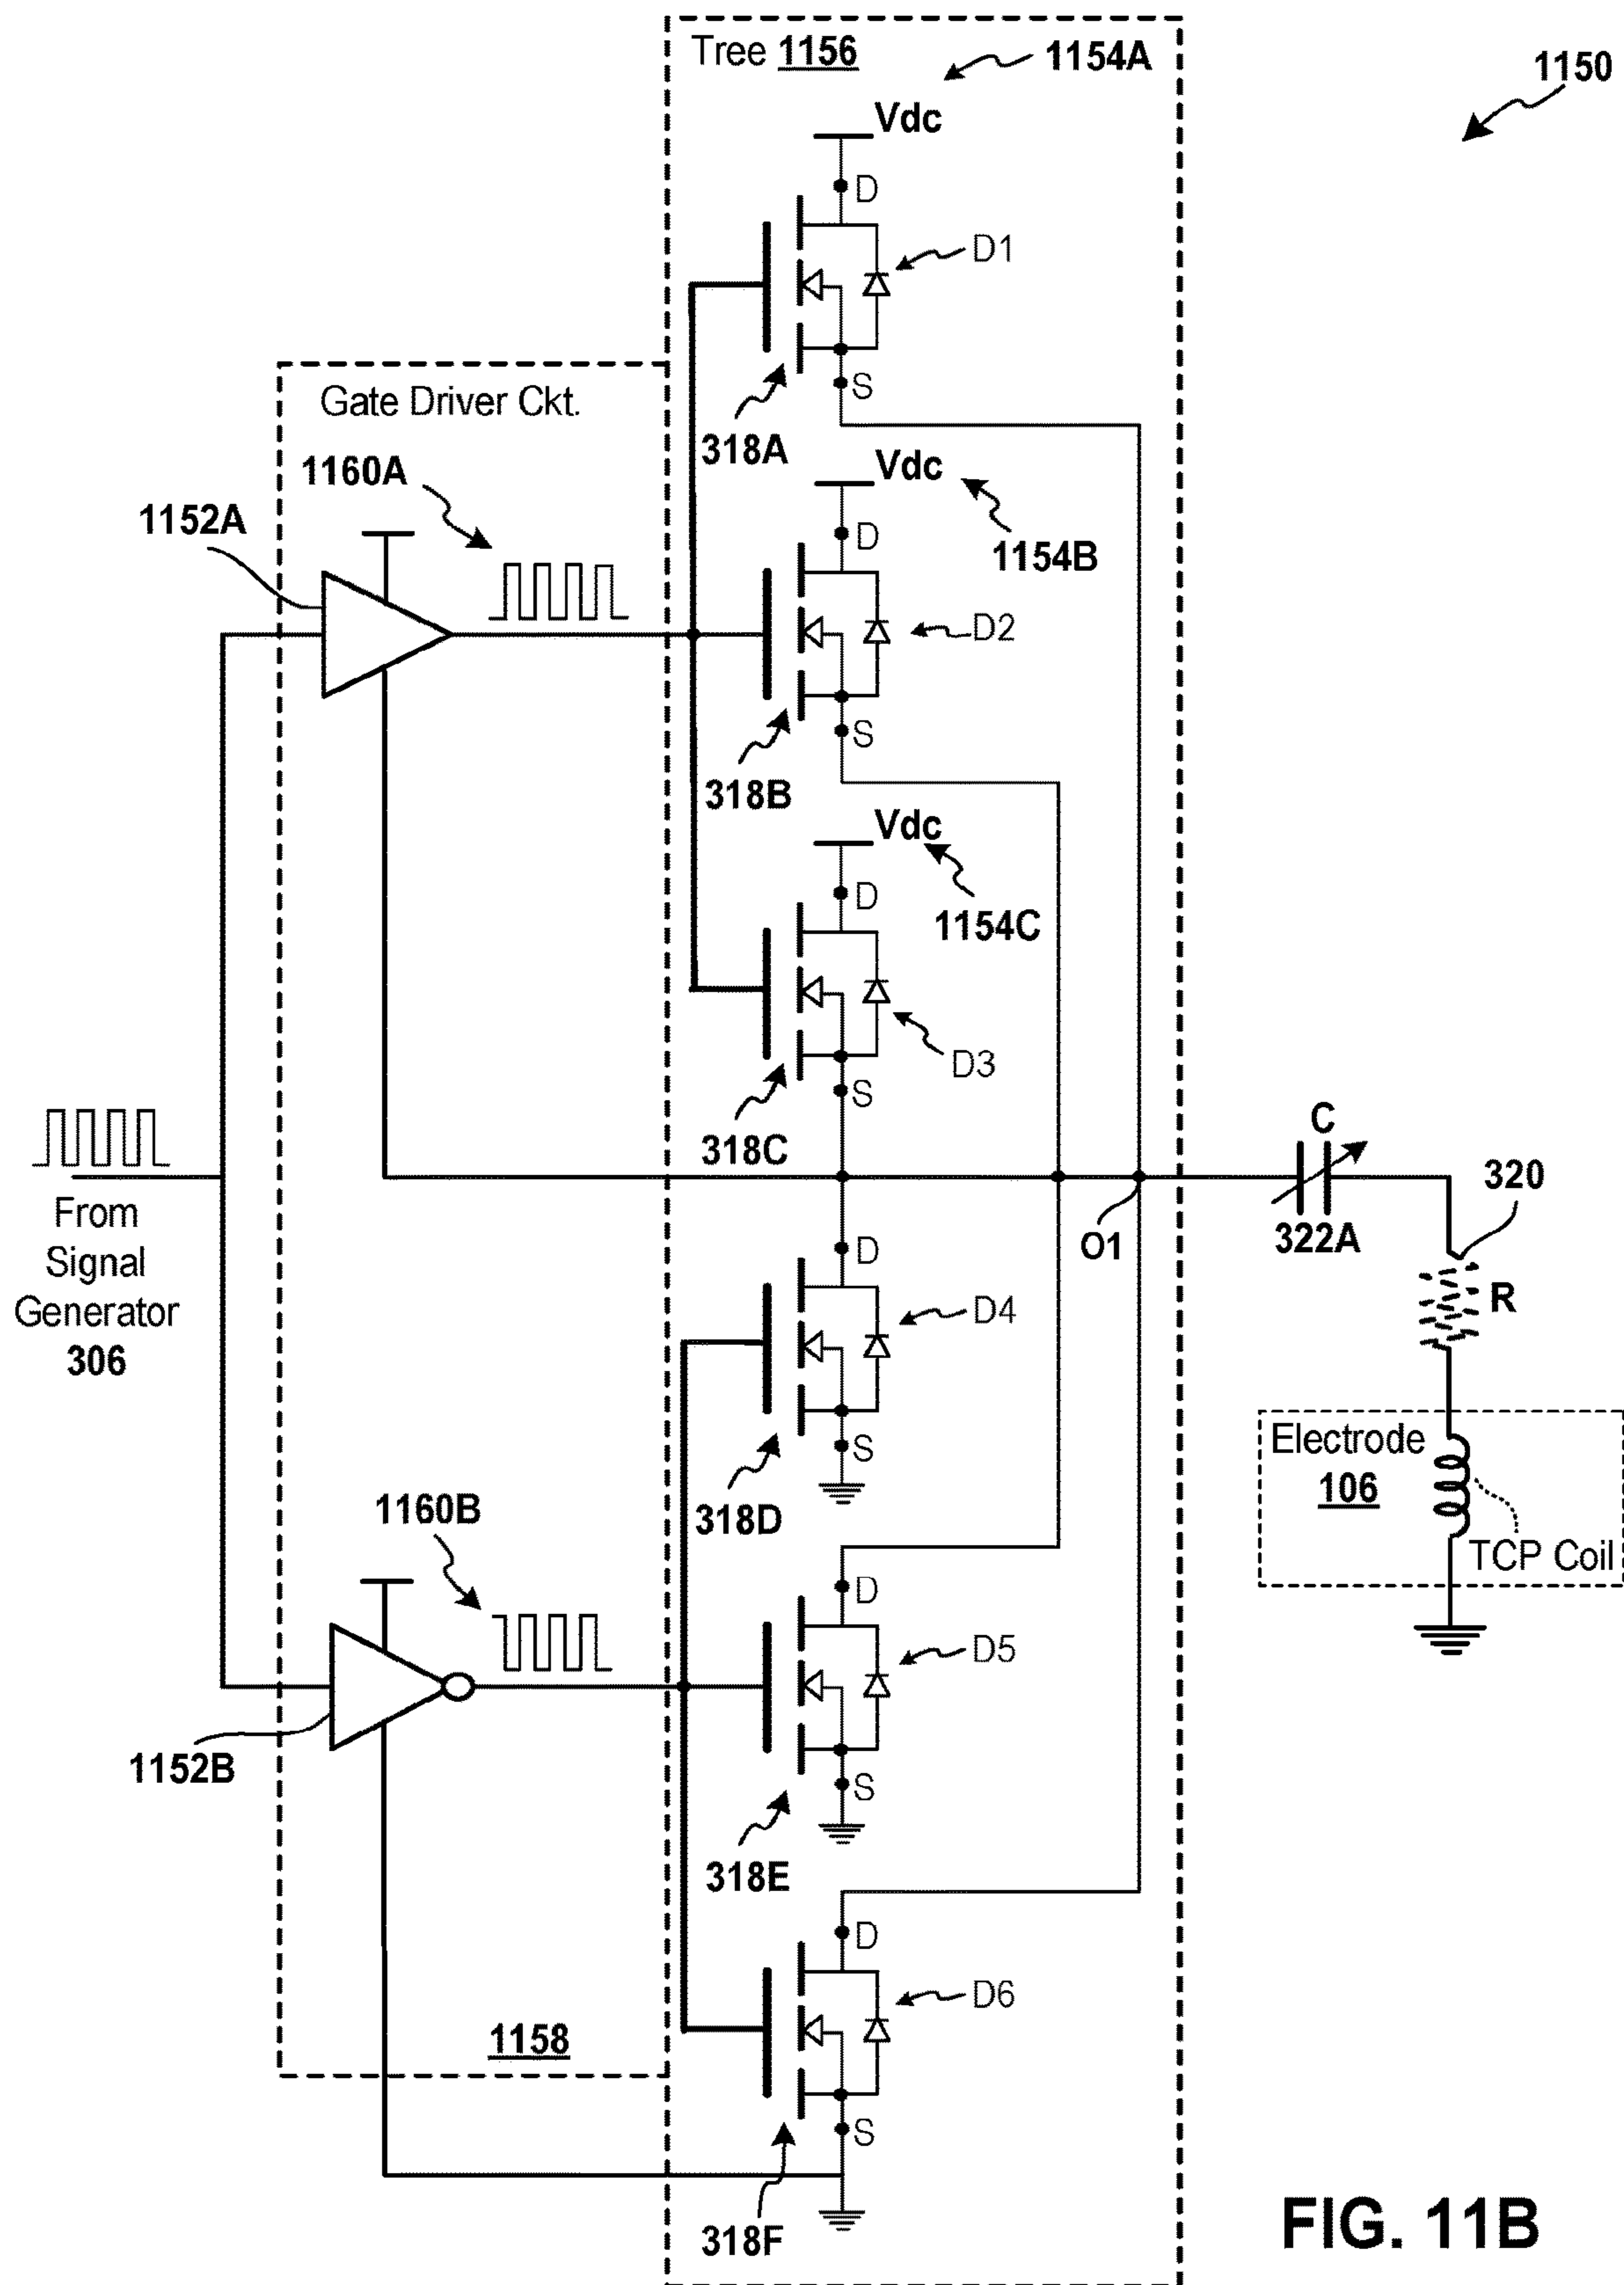 Tree 1156
1154A
1150
Vdc
D
D1
S
318A
Gate Driver Ckt.
1160A
1152A
Vdc
1154B
D
D2
S
318B
Vdc
1154C
D
D3
S
318C
From
Signal
Generator
306
O1
C
322A
320
R
D
D4
S
318D
Electrode
106
TCP Coil
1160B
1152B
D
D5
S
318E
D
D6
S
318F
1158
FIG. 11B